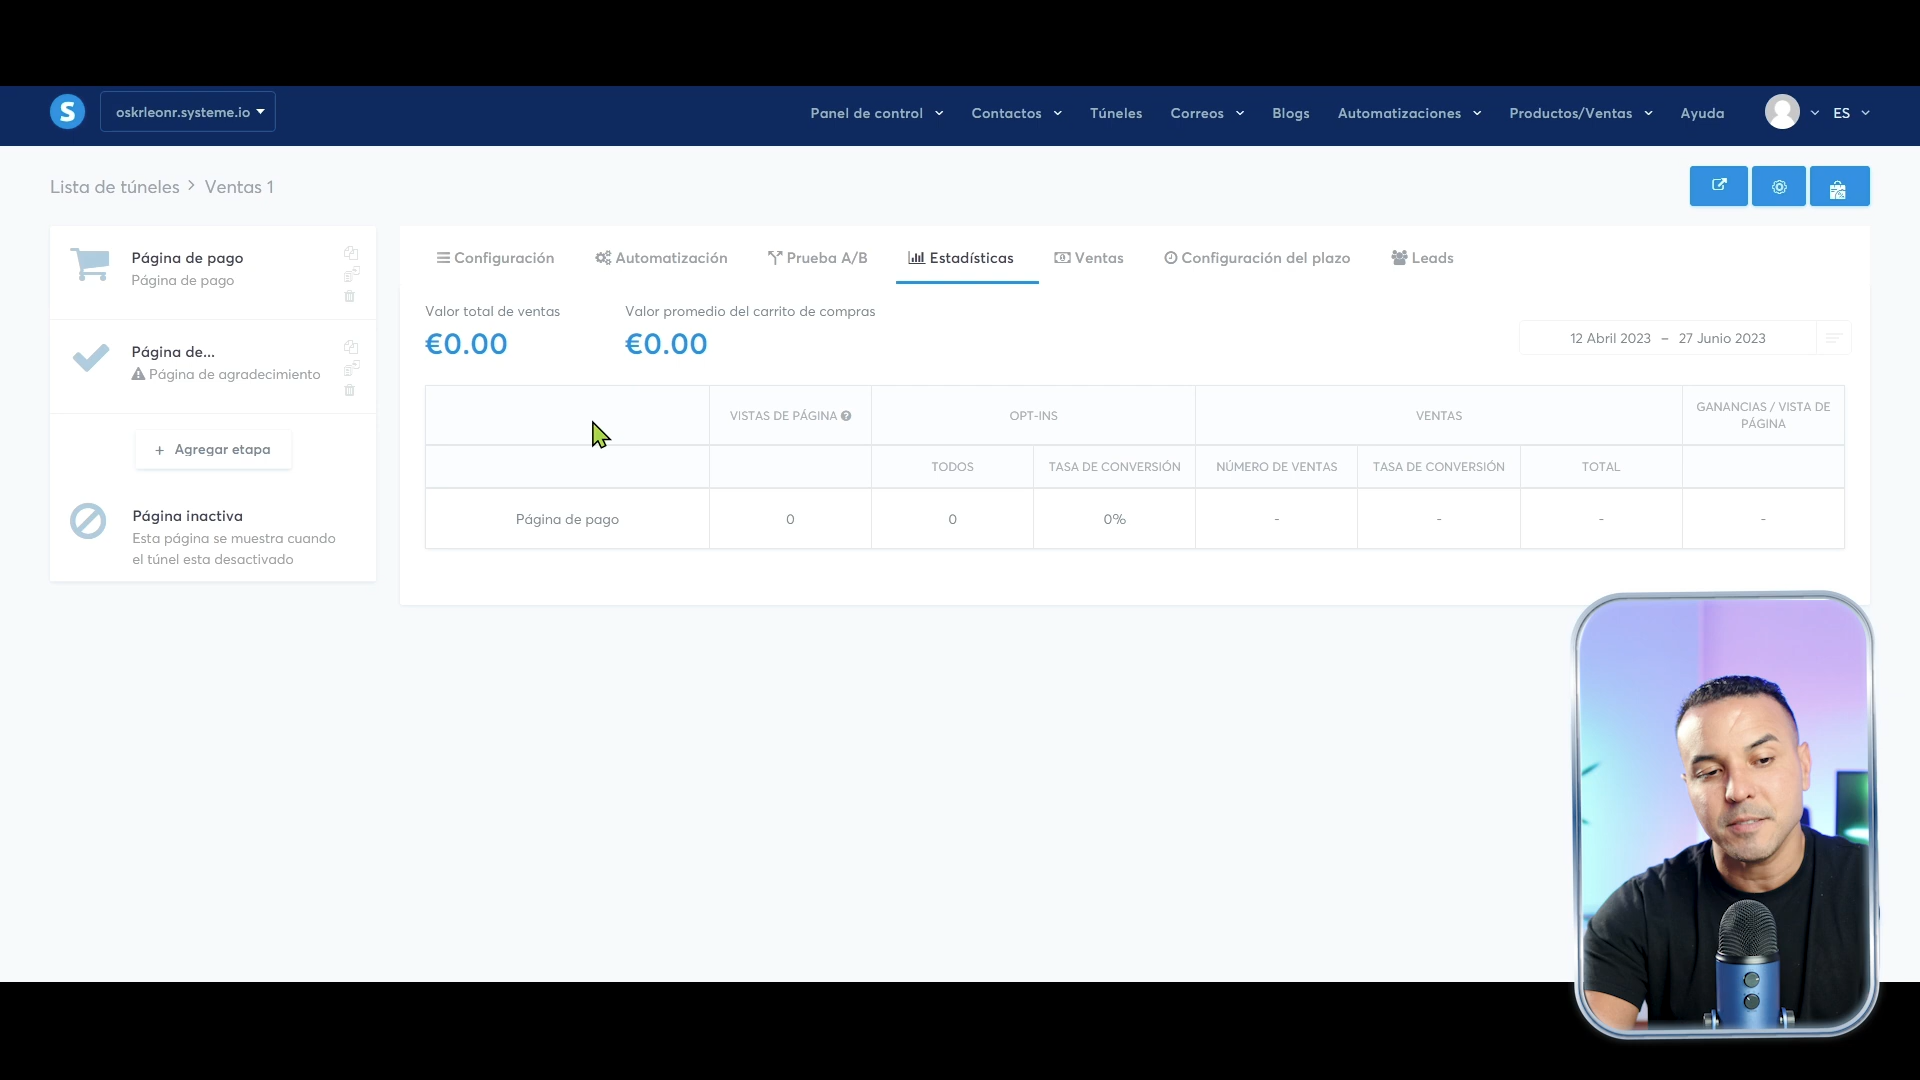 S
oskrleonr.systeme.io
Panel de control
Contactos
Túneles
Correos
Blogs
Automatizaciones
Productos/Ventas
Ayuda
ES
Lista de túneles > Ventas 1
Página de pago
Página de pago
Página de...
Página de agradecimiento
+ Agregar etapa
Página inactiva
Esta página se muestra cuando
el túnel esta desactivado
Configuración
Automatización
Prueba A/B
Estadísticas
Ventas
Configuración del plazo
Leads
Valor total de ventas
€0.00
Valor promedio del carrito de compras
€0.00
12 Abril 2023 – 27 Junio 2023
VISTAS DE PÁGINA
OPT-INS
VENTAS
GANANCIAS / VISTA DE
PÁGINA
TODOS
TASA DE CONVERSIÓN
NÚMERO DE VENTAS
TASA DE CONVERSIÓN
TOTAL
Página de pago
0
0
0%
-
-
-
-